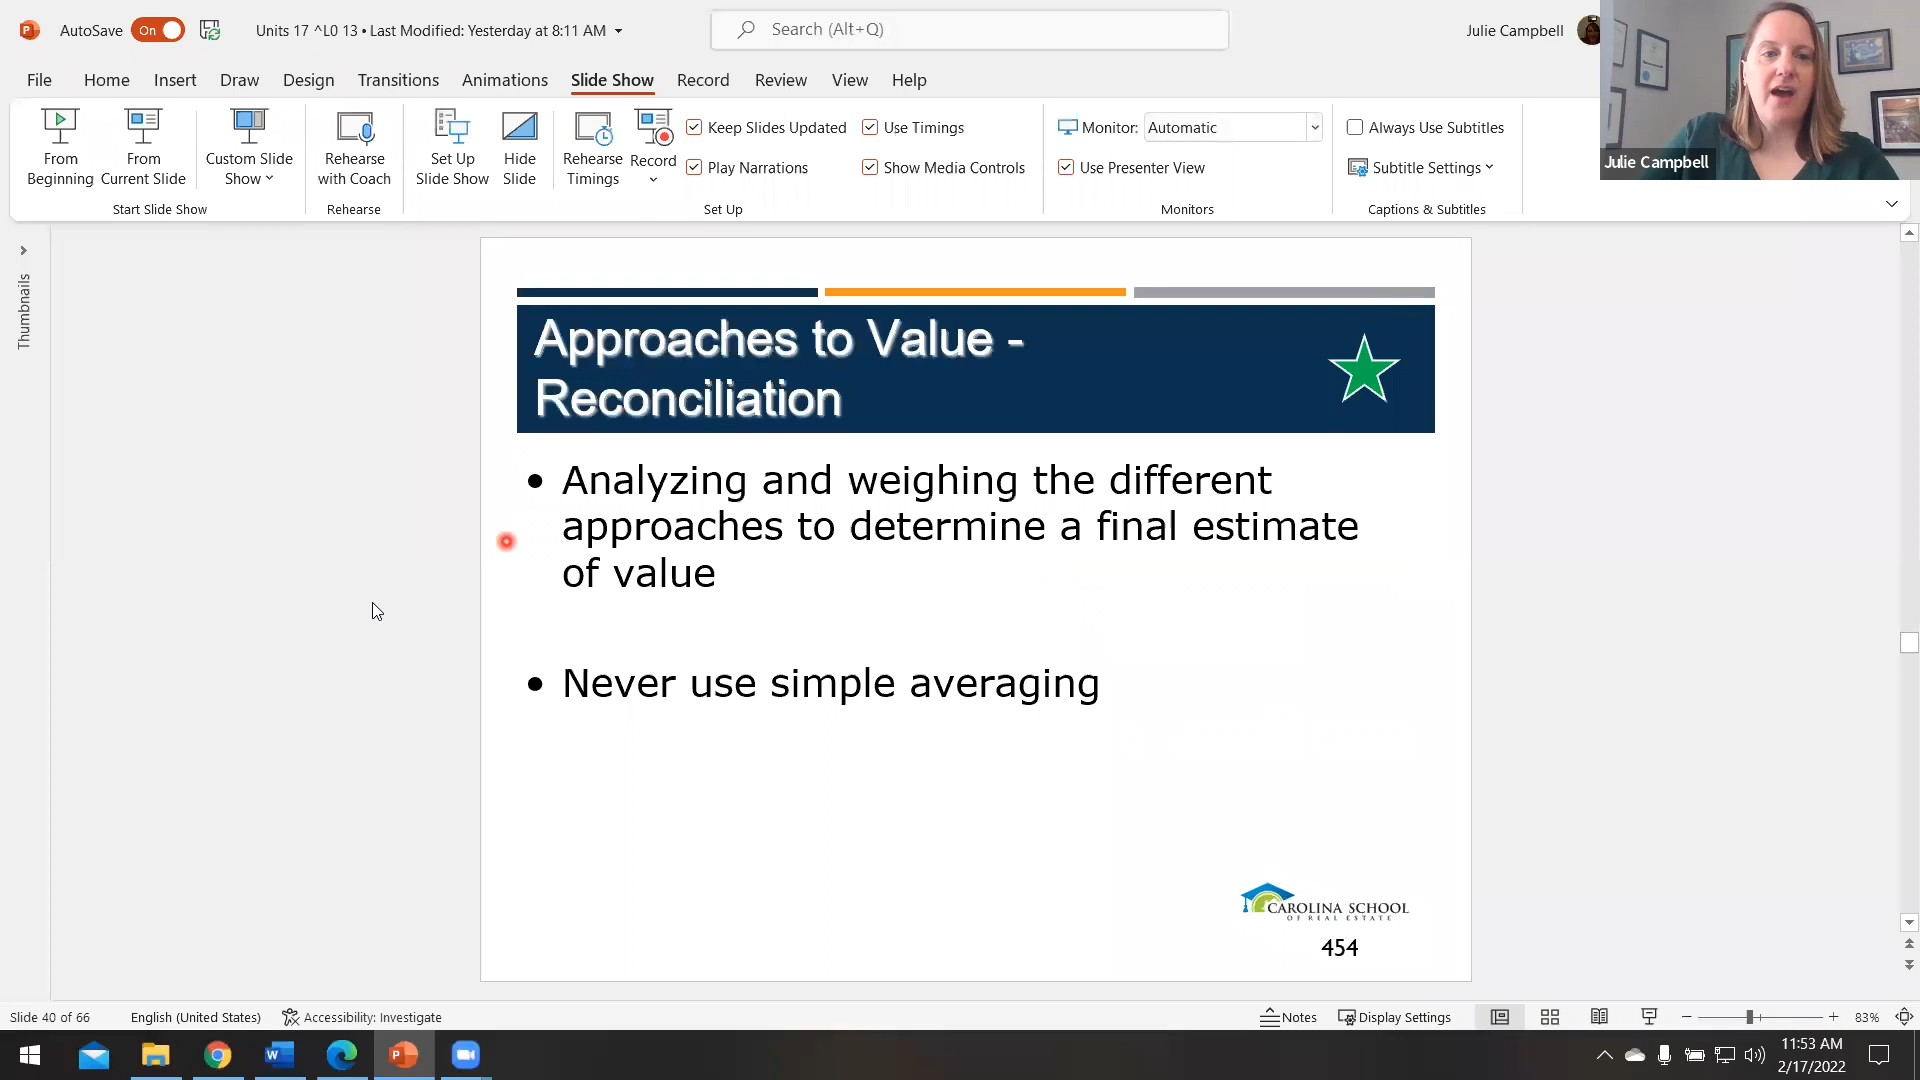 AutoSave On Units 17 ^L0 13 • Last Modified: Yesterday at 8:11 AM Search (Alt+Q) Julie Campbell
File Home Insert Draw Design Transitions Animations Slide Show Record Review View Help
From Beginning
From Current Slide
Custom Slide Show
Start Slide Show
Rehearse with Coach
Rehearse
Set Up Slide Show
Hide Slide
Rehearse Timings
Record
Keep Slides Updated
Play Narrations
Use Timings
Show Media Controls
Set Up
Monitor: Automatic
Use Presenter View
Monitors
Always Use Subtitles
Subtitle Settings
Captions & Subtitles
Julie Campbell
Thumbnails
Approaches to Value -
Reconciliation
• Analyzing and weighing the different
approaches to determine a final estimate
of value
• Never use simple averaging
CAROLINA SCHOOL
OF REAL ESTATE
454
Slide 40 of 66 English (United States) Accessibility: Investigate Notes Display Settings 83%
11:53 AM
2/17/2022